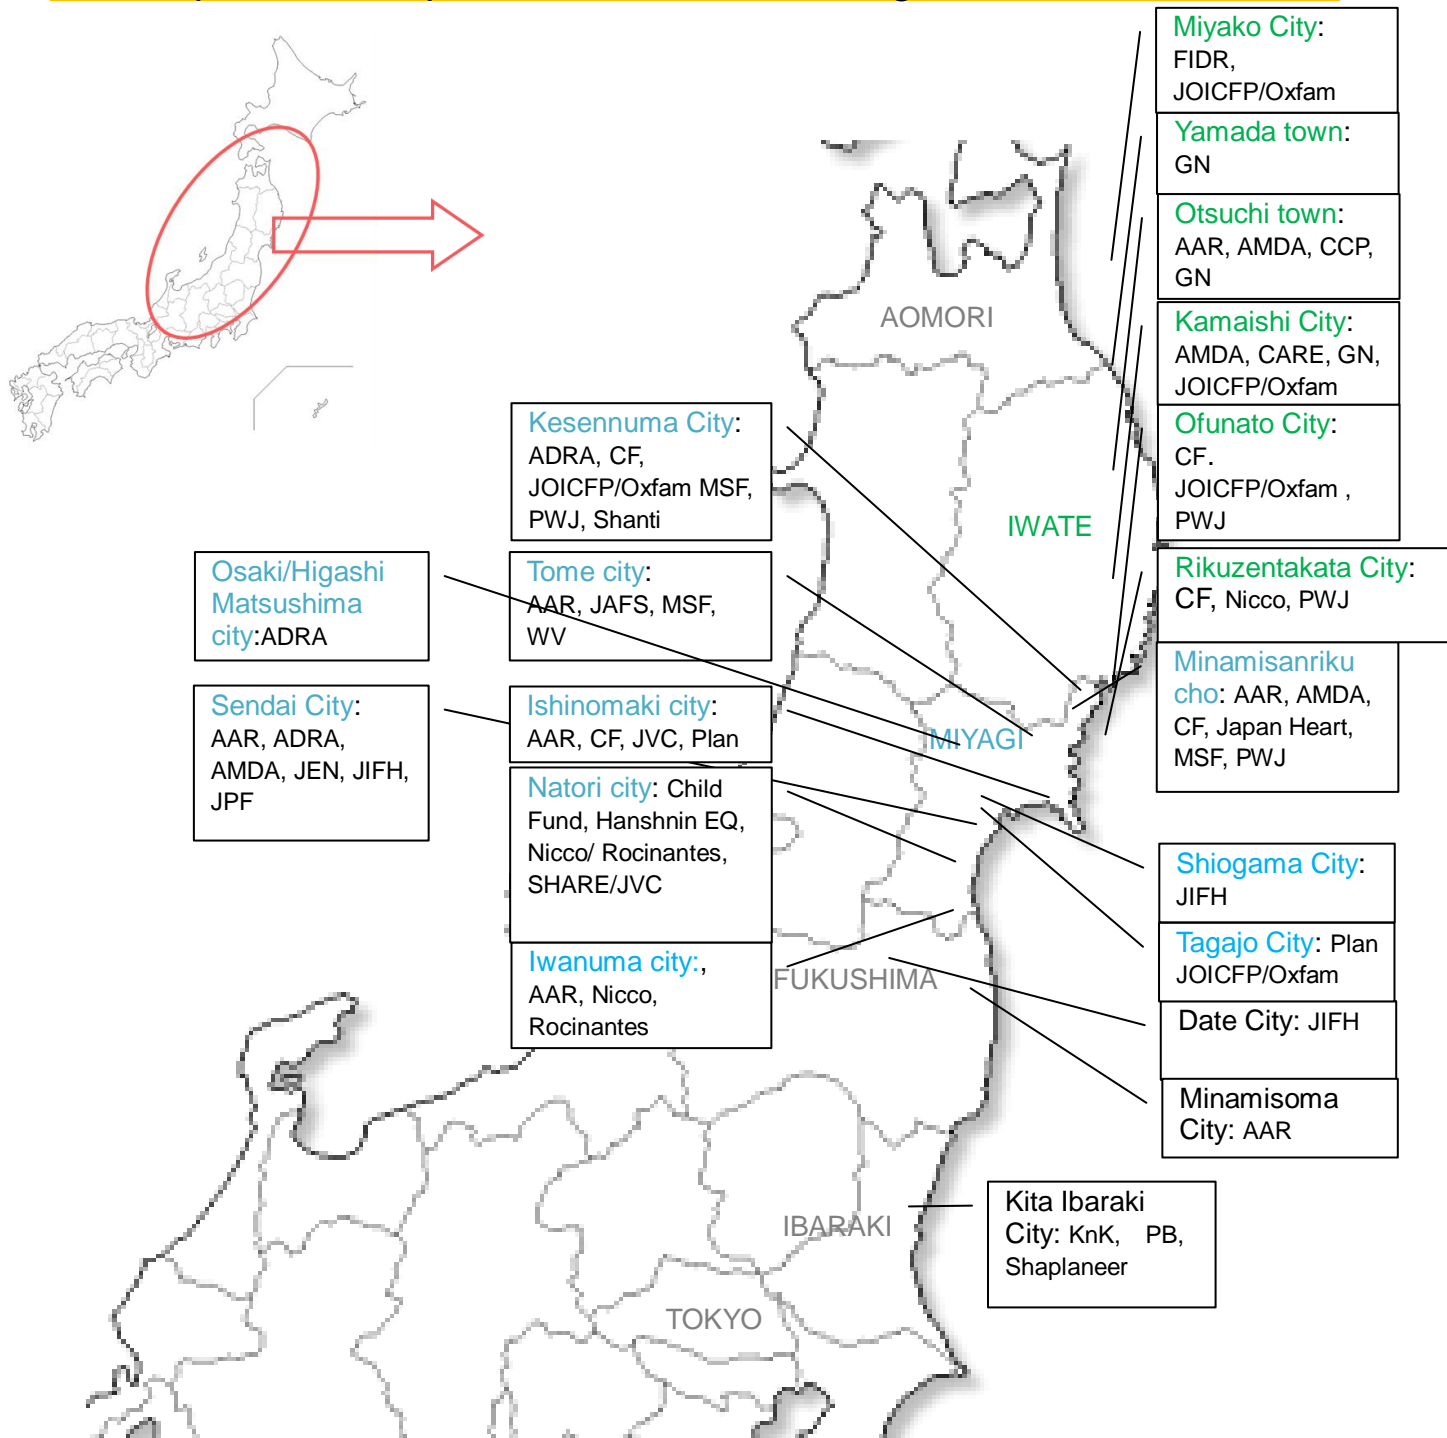 Miyako City:
FIDR,
JOICFP/Oxfam
Yamada town:
GN
Otsuchi town:
AAR, AMDA, CCP,
GN
AOMORI
Kamaishi City:
AMDA, CARE, GN,
JOICFP/Oxfam
Kesennuma City:
ADRA, CF,
JOICFP/Oxfam MSF,
PWJ, Shanti
Ofunato City:
CF.
JOICFP/Oxfam ,
PWJ
IWATE
Osaki/Higashi
Matsushima
city:ADRA
Tome city:
AAR, JAFS, MSF,
WV
Rikuzentakata City:
CF, Nicco, PWJ
Minamisanriku
cho: AAR, AMDA,
CF, Japan Heart,
MSF, PWJ
Sendai City:
AAR, ADRA,
AMDA, JEN, JIFH,
JPF
Ishinomaki city:
AAR, CF, JVC, Plan
MIYAGI
Natori city: Child
Fund, Hanshnin EQ,
Nicco/ Rocinantes,
SHARE/JVC
Shiogama City:
JIFH
Tagajo City: Plan
JOICFP/Oxfam
Iwanuma city:,
AAR, Nicco,
Rocinantes
FUKUSHIMA
Date City: JIFH
Minamisoma
City: AAR
Kita Ibaraki
City: KnK, PB,
Shaplaneer
IBARAKI
TOKYO